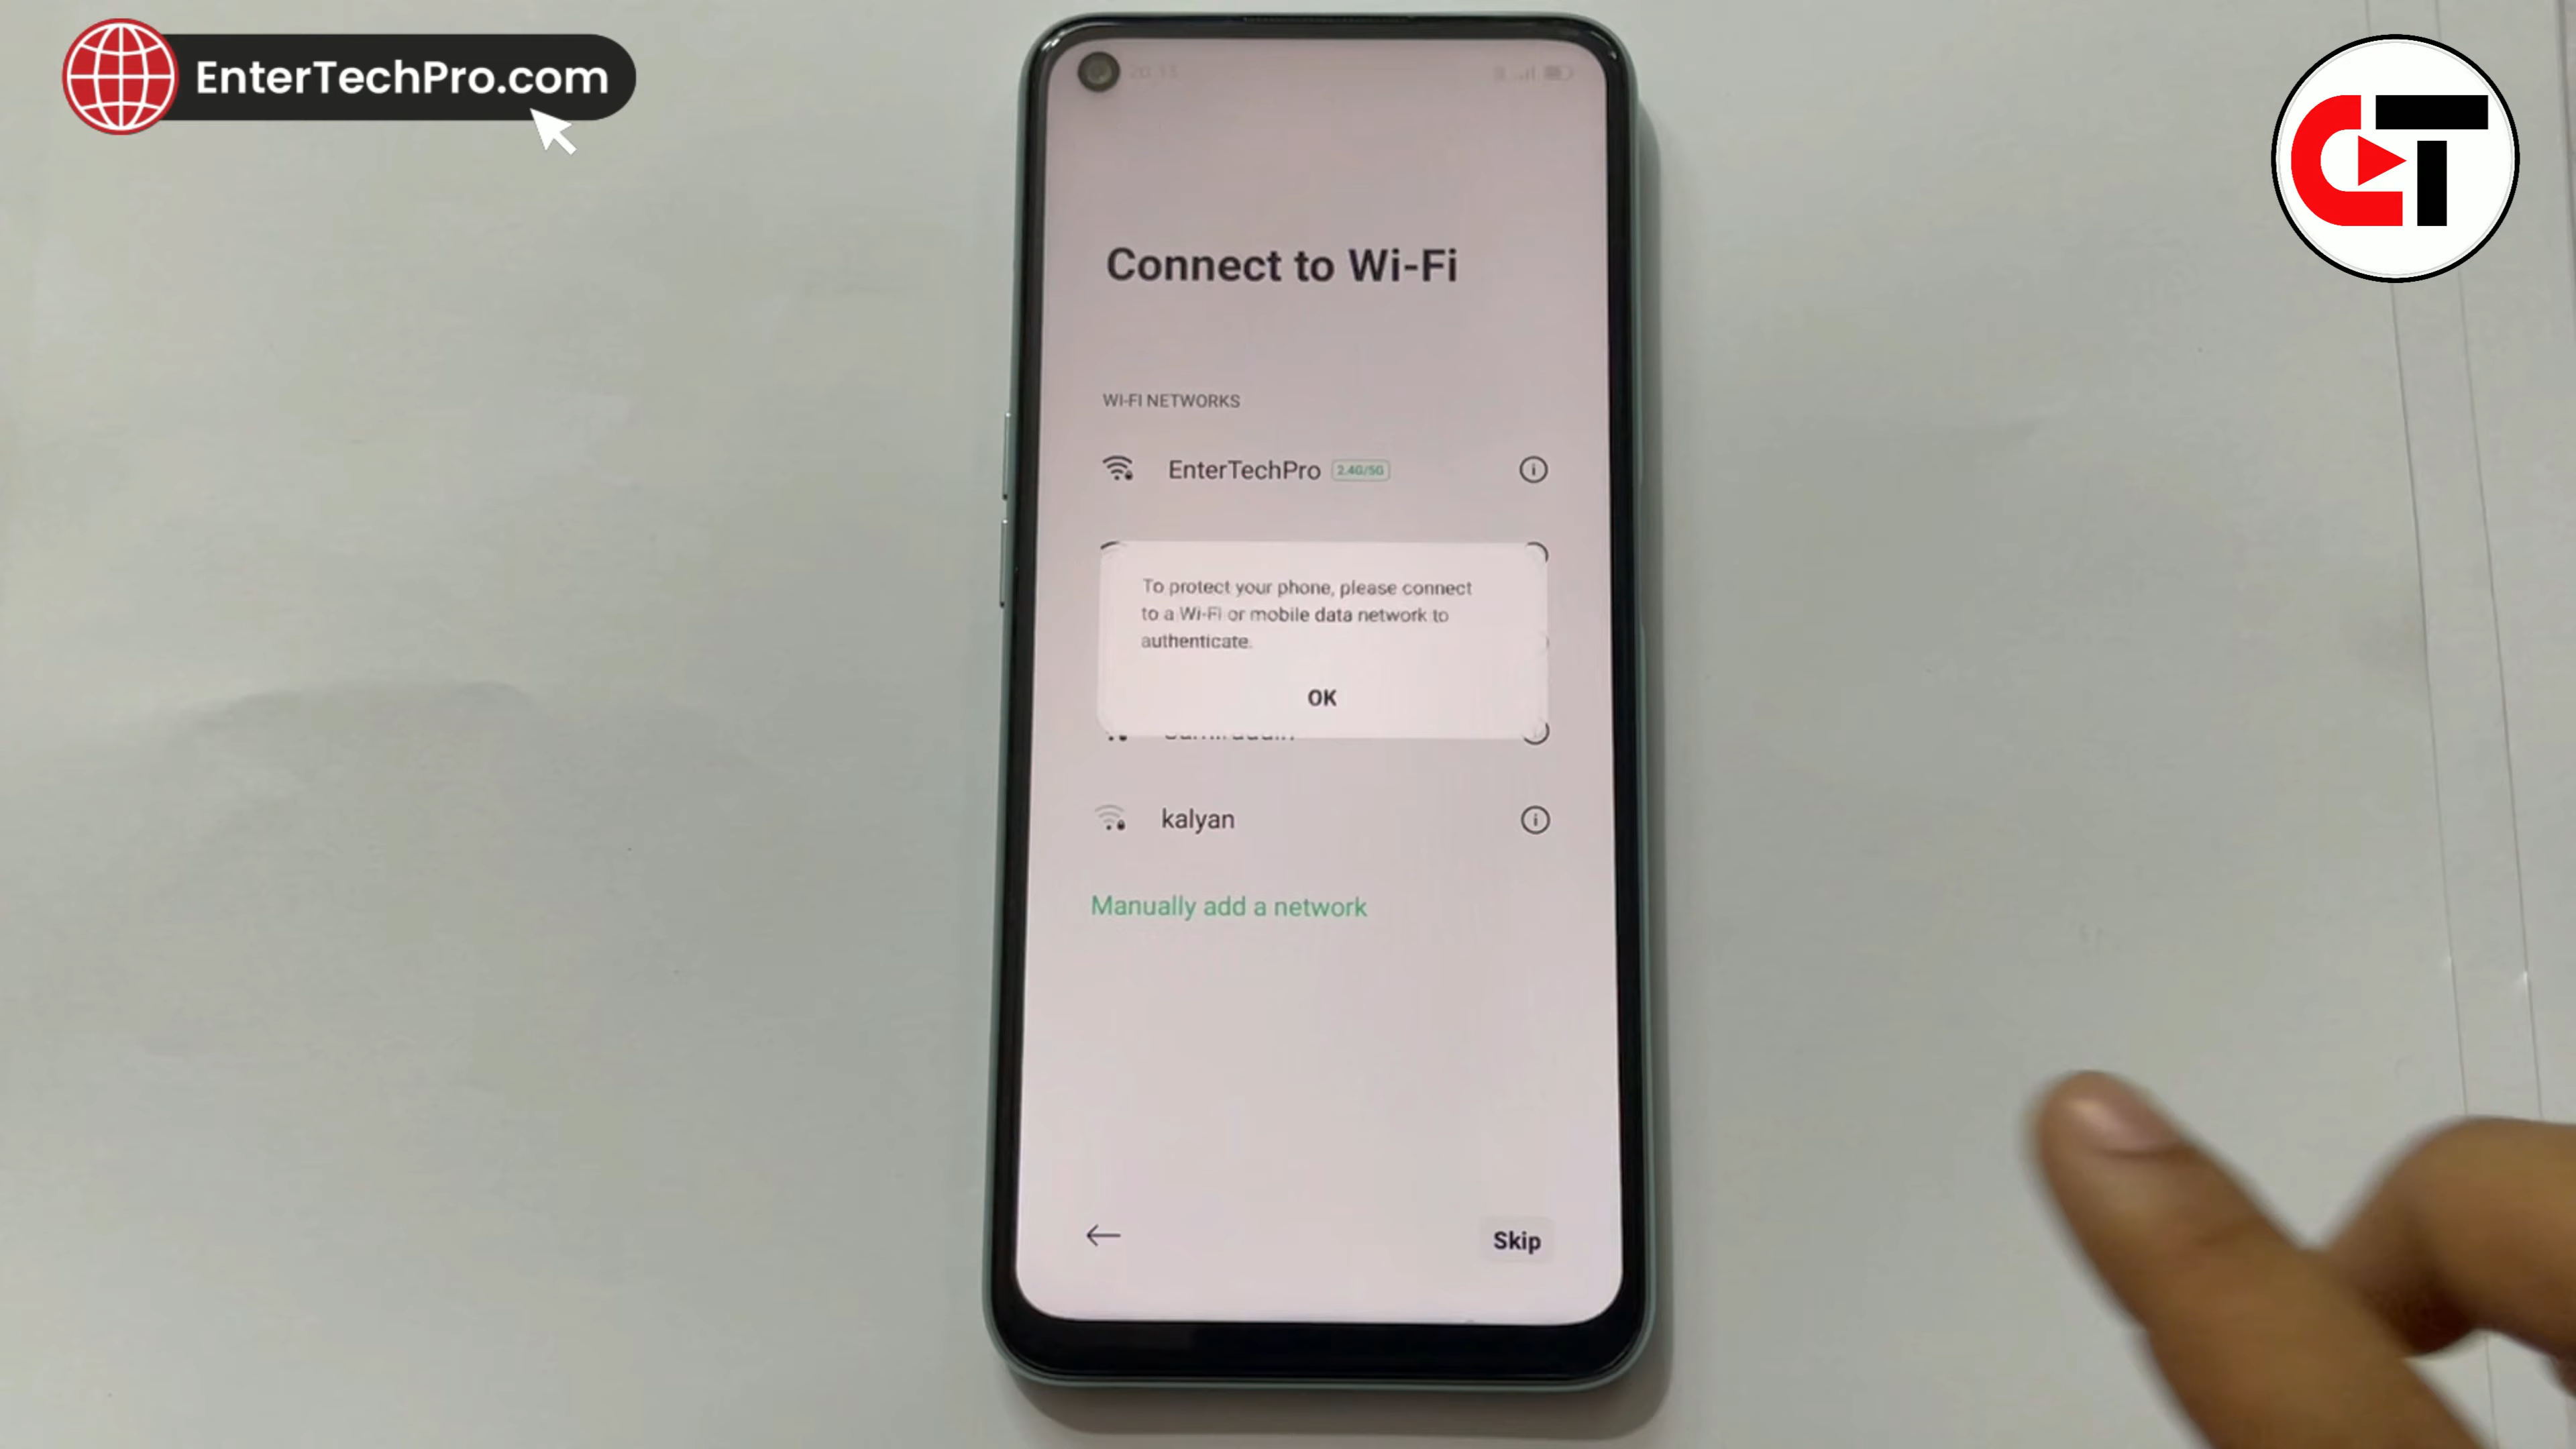 EnterTechPro.com
CT
Connect to Wi-Fi
WI-FI NETWORKS
EnterTechPro 2.4G/5G
To protect your phone, please connect
to a Wi-Fi or mobile data network to
authenticate.
OK
kalyan
Manually add a network
Skip